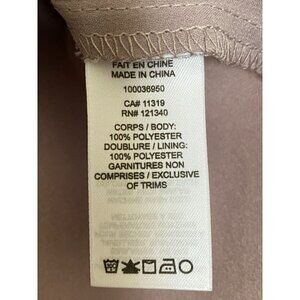 FAIT EN CHINE
MADE IN CHINA
100036950
CA# 11319
RN# 121340
CORPS / BODY:
100% POLYESTER
DOUBLURE / LINING:
100% POLYESTER
GARNITURES NON
COMPRISES / EXCLUSIVE
OF TRIMS